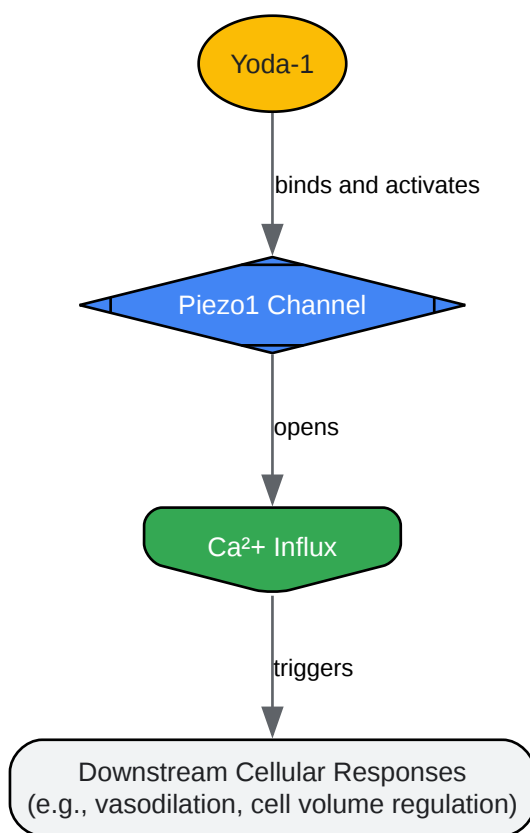 Yoda-1
binds and activates
Piezo1 Channel
opens
Ca²+ Influx
triggers
Downstream Cellular Responses
(e.g., vasodilation, cell volume regulation)